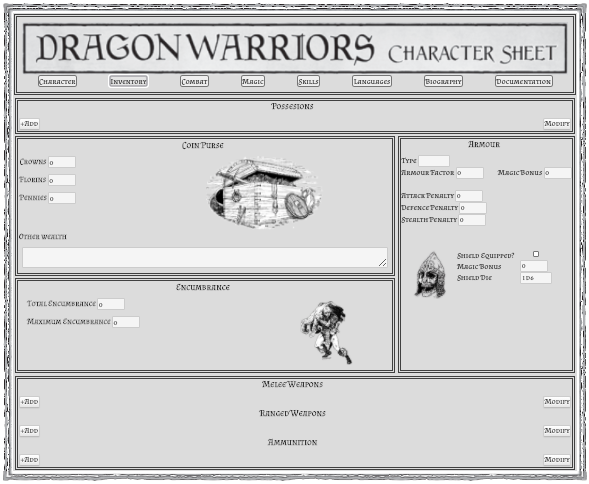 DRAGON WARRIORS CHARACTER SHEET
Character Inventory Combat Magic Skills Languages Biography Documentation
Possesions
+Add Modify
Coin Purse
Crowns 0
Florins 0
Pennies 0
Other wealth
Armour
Type
Armour Factor 0 Magic Bonus 0
Attack Penalty 0
Defence Penalty 0
Stealth Penalty 0
Shield Equipped?
Magic Bonus 0
Shield Die 1D6
Encumbrance
Total Encumbrance 0
Maximum Encumbrance 0
Melee Weapons
+Add Modify
Ranged Weapons
+Add Modify
Ammunition
+Add Modify